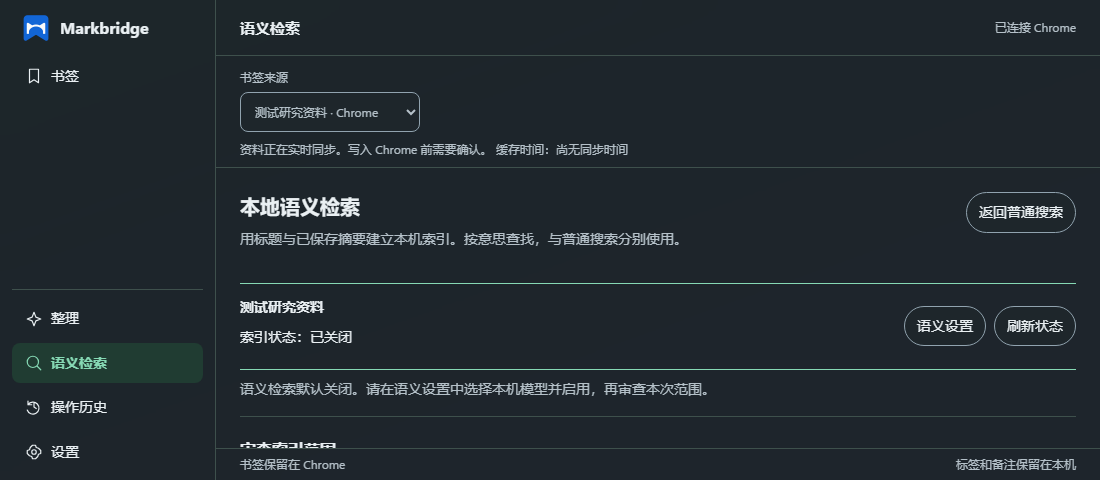 Markbridge
书签
整理
语义检索
操作历史
设置
语义检索
已连接 Chrome
书签来源
测试研究资料 · Chrome
资料正在实时同步。写入 Chrome 前需要确认。 缓存时间：尚无同步时间
本地语义检索
返回普通搜索
用标题与已保存摘要建立本机索引。按意思查找，与普通搜索分别使用。
测试研究资料
索引状态：已关闭
语义设置
刷新状态
语义检索默认关闭。请在语义设置中选择本机模型并启用，再审查本次范围。
书签保留在 Chrome
标签和备注保留在本机